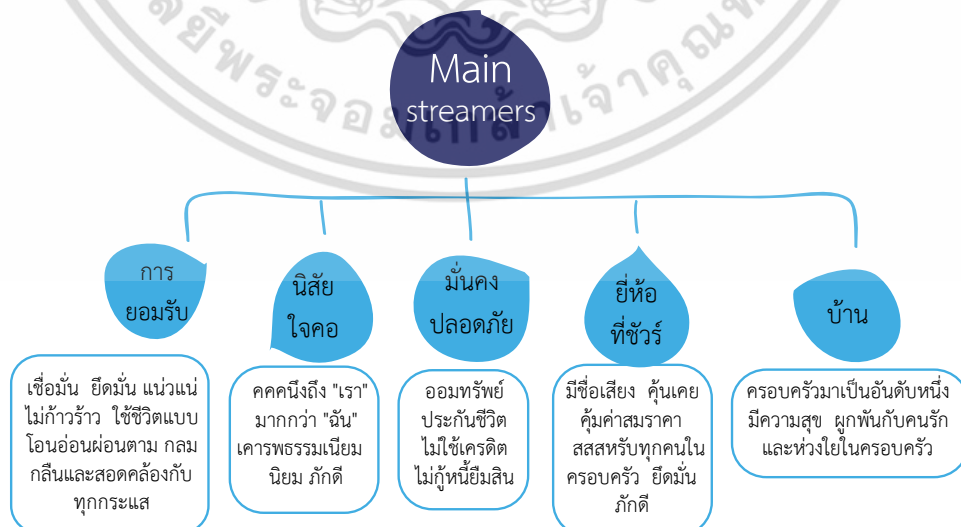 Main
streamers
การ
ยอมรับ
นิสัย
ใจคอ
มั่นคง
ปลอดภัย
ยี่ห้อ
ที่ชัวร์
บ้าน
เชื่อมั่น ยึดมั่น แน่วแน่
ไม่ก้าวร้าว ใช้ชีวิตแบบ
โอนอ่อนผ่อนตาม กลม
กลืนและสอดคล้องกับ
ทุกกระแส
คคคนึงถึง "เรา"
มากกว่า "ฉัน"
เคารพธรรมเนียม
นิยม ภักดี
ออมทรัพย์
ประกันชีวิต
ไม่ใช้เครดิต
ไม่กู้หนี้ยืมสิน
มีชื่อเสียง คุ้นเคย
คุ้มค่าสมราคา
สสสหรับทุกคนใน
ครอบครัว ยึดมั่น
ภักดี
ครอบครัวมาเป็นอันดับหนึ่ง
มีความสุข ผูกพันกับคนรัก
และห่วงใยในครอบครัว